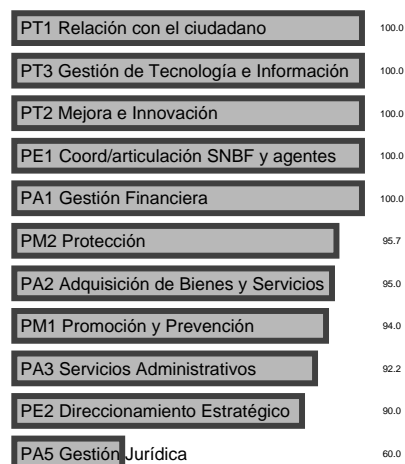 PT1 Relación con el ciudadano 100.0
PT3 Gestión de Tecnología e Información 100.0
PT2 Mejora e Innovación 100.0
PE1 Coord/articulación SNBF y agentes 100.0
PA1 Gestión Financiera 100.0
PM2 Protección 95.7
PA2 Adquisición de Bienes y Servicios 95.0
PM1 Promoción y Prevención 94.0
PA3 Servicios Administrativos 92.2
PE2 Direccionamiento Estratégico 90.0
PA5 Gestión Jurídica 60.0